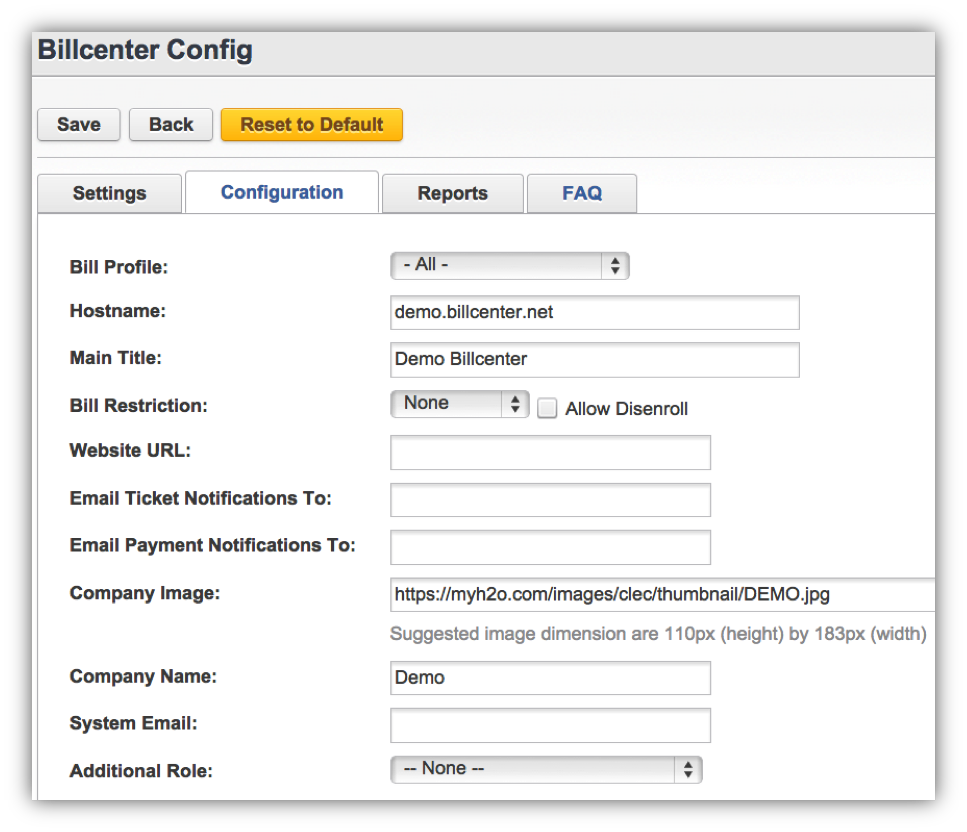 Billcenter Config
Save Back Reset to Default
Settings Configuration Reports FAQ
Bill Profile: - All -
Hostname: demo.billcenter.net
Main Title: Demo Billcenter
Bill Restriction: None Allow Disenroll
Website URL:
Email Ticket Notifications To:
Email Payment Notifications To:
Company Image: https://myh2o.com/images/clec/thumbnail/DEMO.jpg
Suggested image dimension are 110px (height) by 183px (width)
Company Name: Demo
System Email:
Additional Role: -- None --